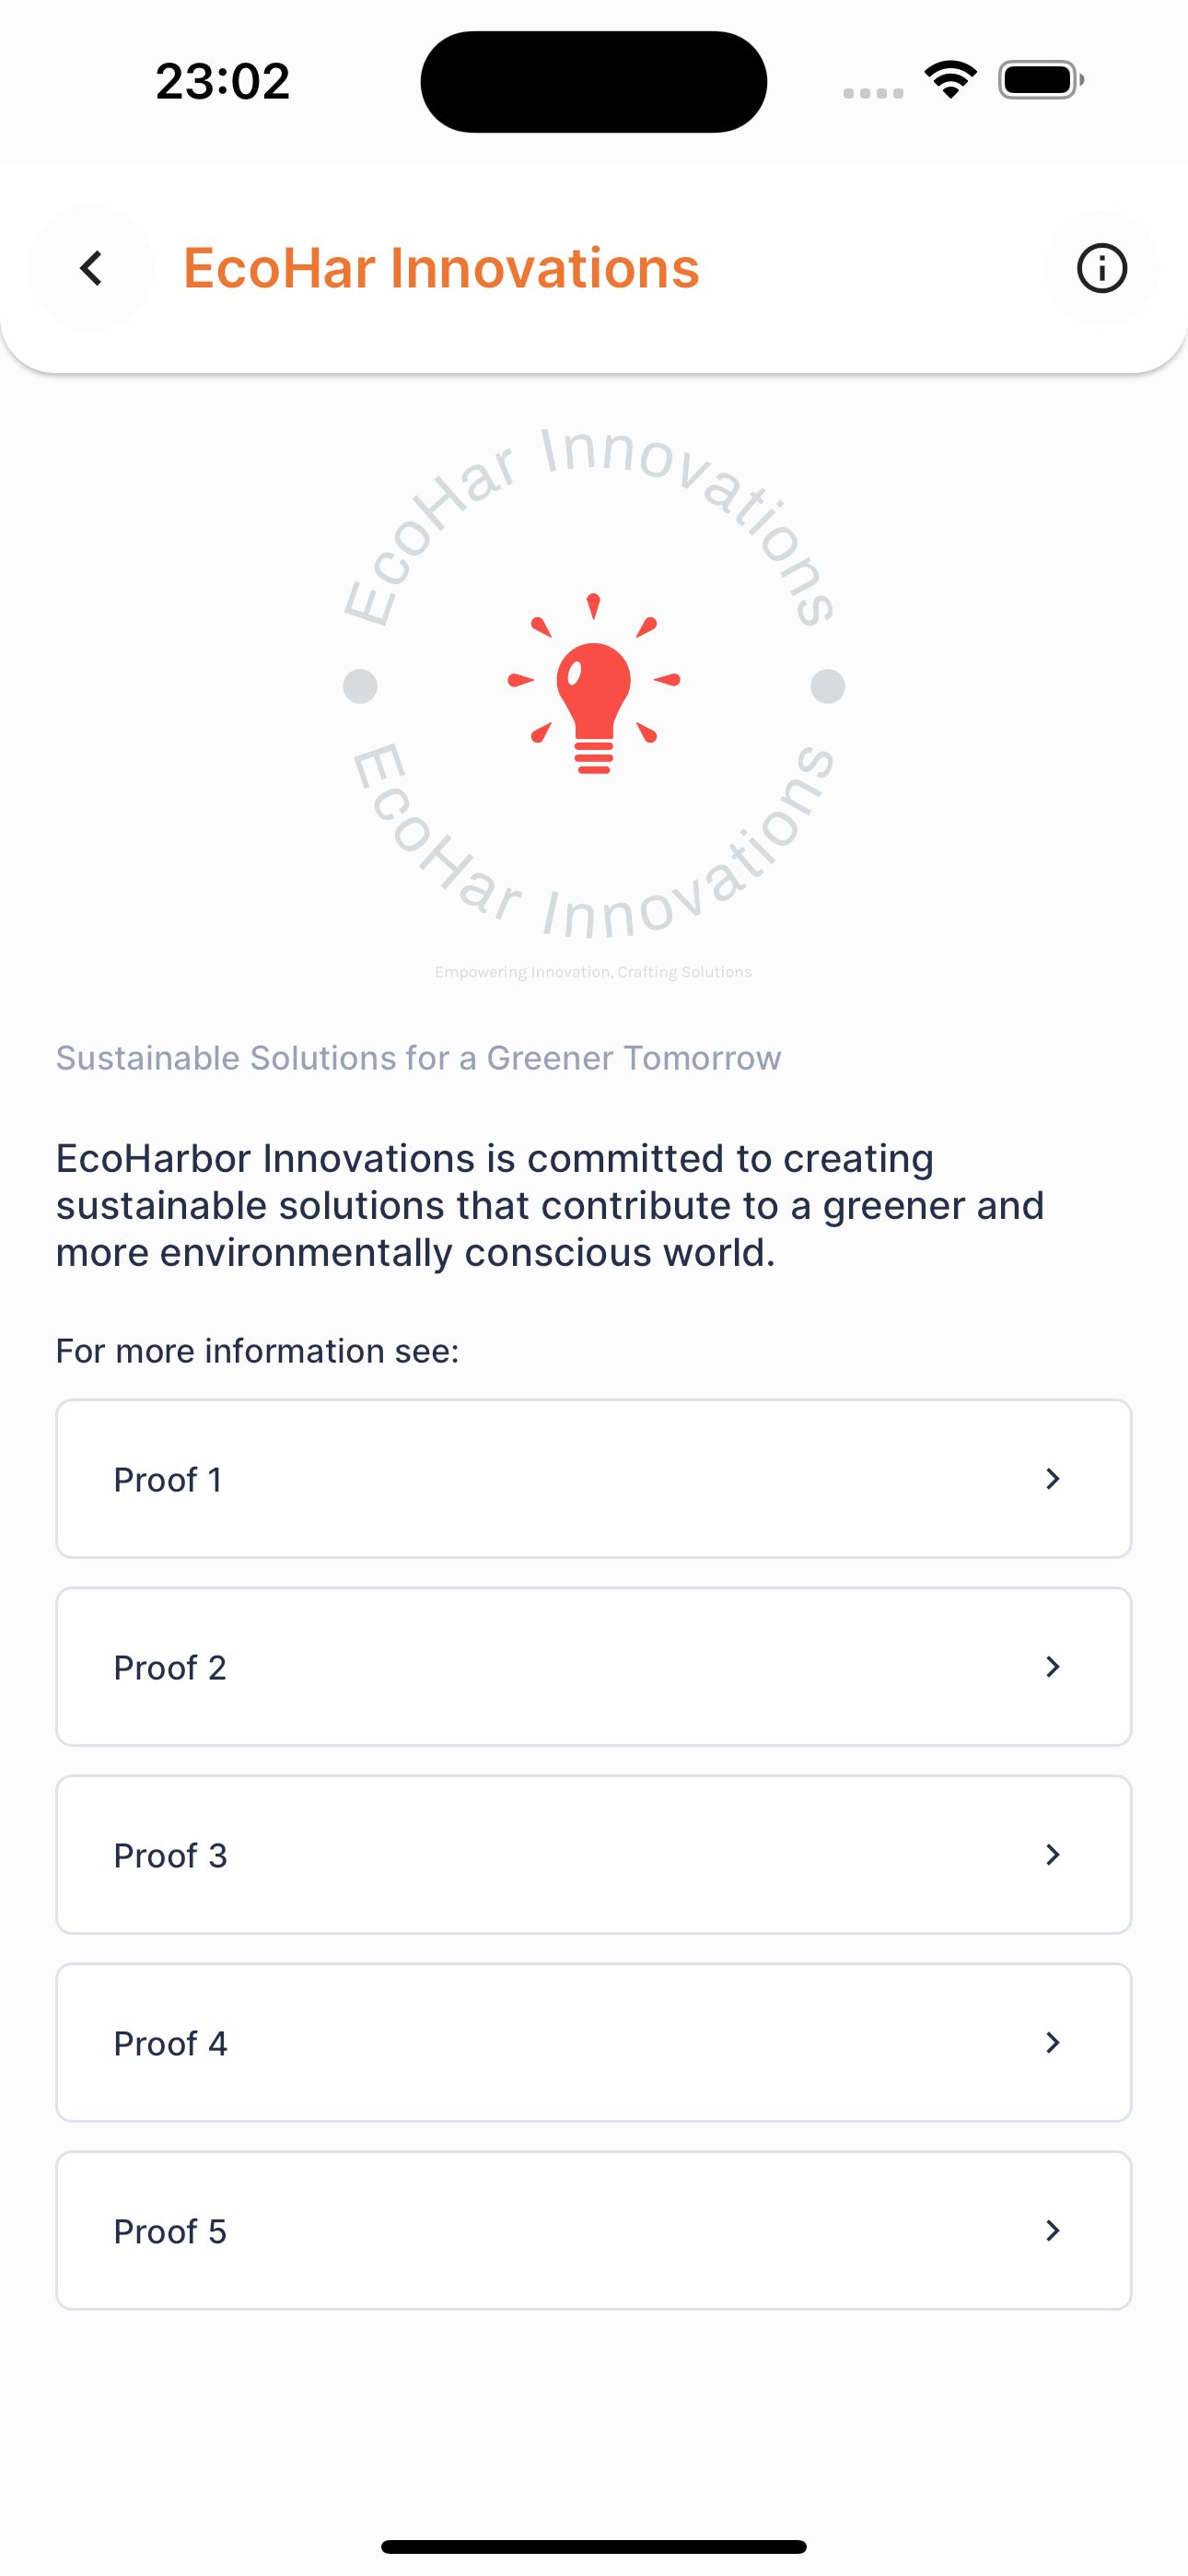 23:02
EcoHar Innovations
EcoHar Innovations
EcoHar Innovations
Empowering Innovation, Crafting Solutions
Sustainable Solutions for a Greener Tomorrow
EcoHarbor Innovations is committed to creating
sustainable solutions that contribute to a greener and
more environmentally conscious world.
For more information see:
Proof 1
Proof 2
Proof 3
Proof 4
Proof 5